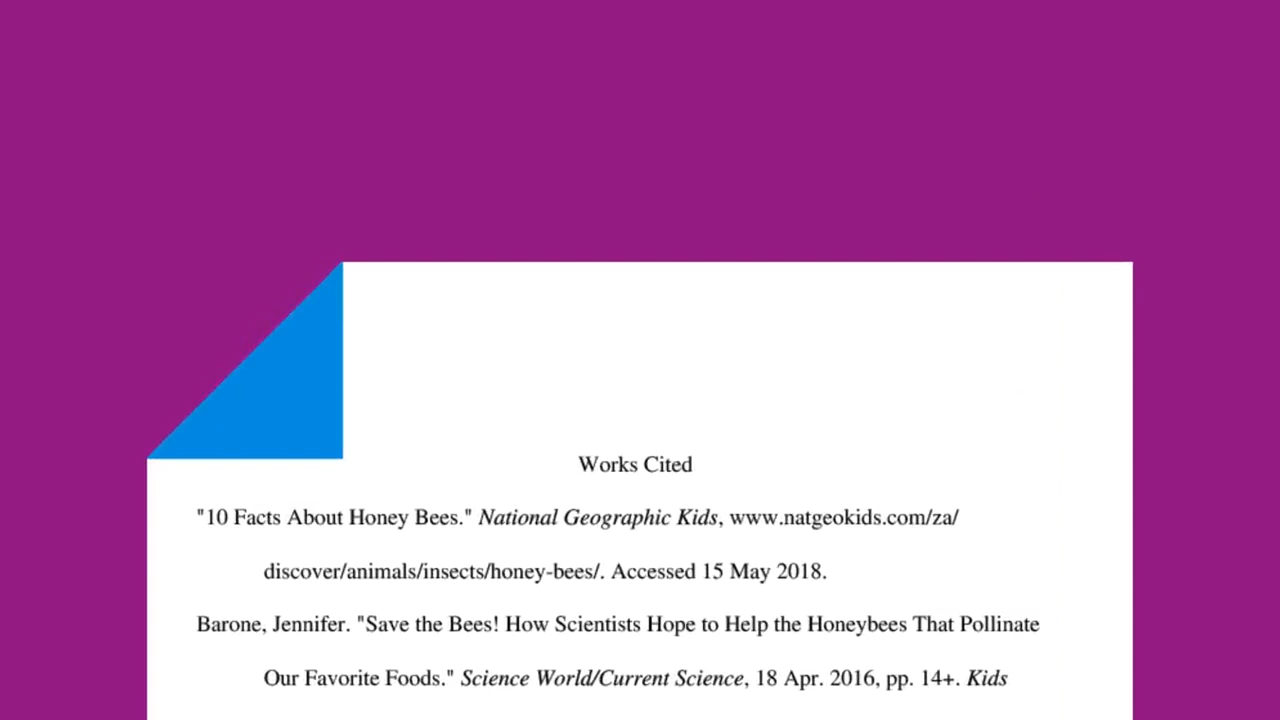 Works Cited
"10 Facts About Honey Bees." National Geographic Kids, www.natgeokids.com/za/
discover/animals/insects/honey-bees/. Accessed 15 May 2018.
Barone, Jennifer. "Save the Bees! How Scientists Hope to Help the Honeybees That Pollinate
Our Favorite Foods." Science World/Current Science, 18 Apr. 2016, pp. 14+. Kids